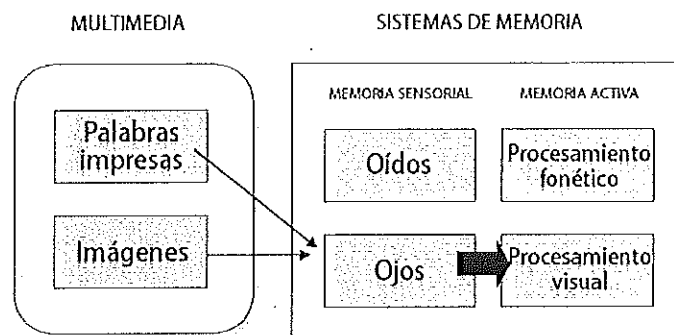 MULTIMEDIA
SISTEMAS DE MEMORIA
MEMORIA SENSORIAL
MEMORIA ACTIVA
Palabras
impresas
Oídos
Procesamiento
fonético
Imágenes
Ojos
Procesamiento
visual